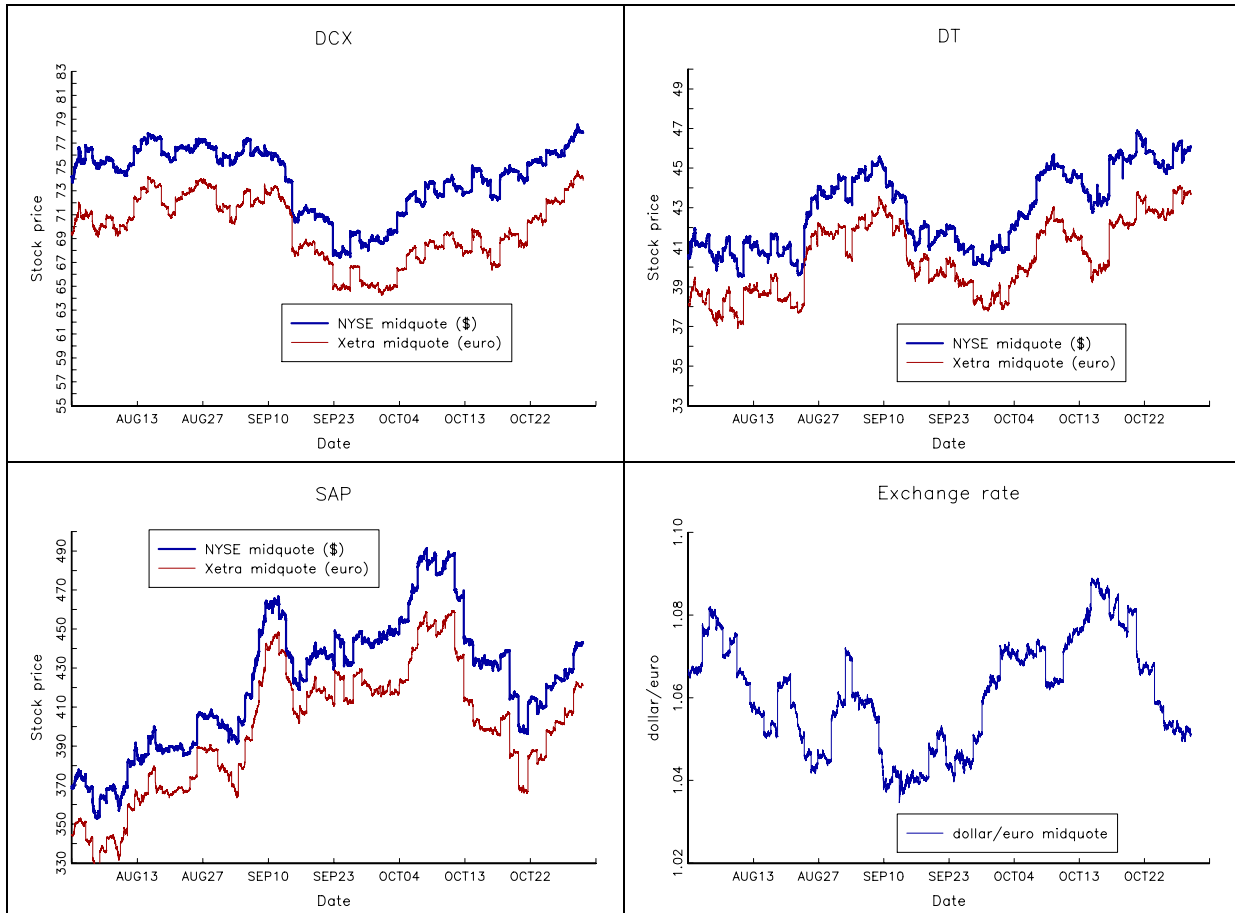 DCX
Stock price
83
81
79
77
75
73
71
69
67
65
63
61
59
57
55
NYSE midquote ($)
Xetra midquote (euro)
AUG13 AUG27 SEP10 SEP23 OCT04 OCT13 OCT22
Date
DT
49
47
45
43
41
39
37
35
33
NYSE midquote ($)
Xetra midquote (euro)
AUG13 AUG27 SEP10 SEP23 OCT04 OCT13 OCT22
Date
SAP
Stock price
490
470
450
430
410
390
370
350
330
NYSE midquote ($)
Xetra midquote (euro)
AUG13 AUG27 SEP10 SEP23 OCT04 OCT13 OCT22
Date
Exchange rate
dollar/euro
1.10
1.08
1.06
1.04
1.02
dollar/euro midquote
AUG13 AUG27 SEP10 SEP23 OCT04 OCT13 OCT22
Date